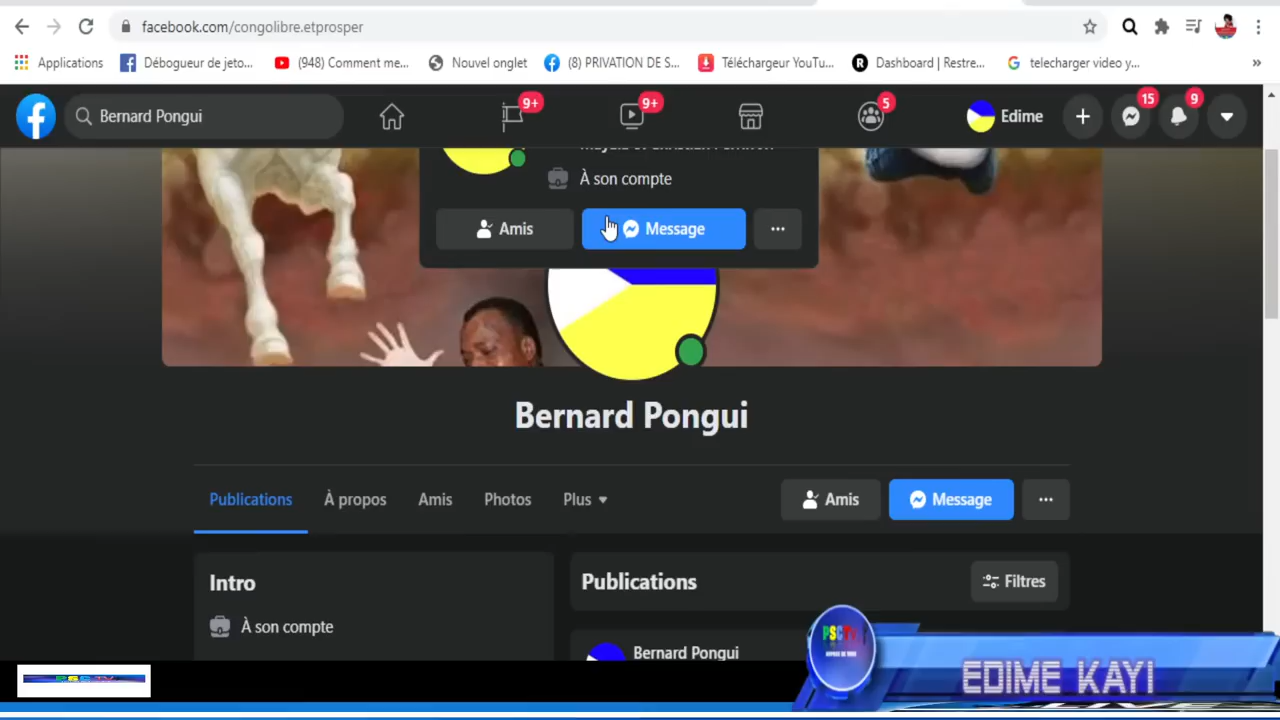 facebook.com/congolibre.etprosper
Applications
Débogueur de jeto...
(948) Comment me...
Nouvel onglet
(8) PRIVATION DE S...
Téléchargeur YouTu...
Dashboard | Restre...
telecharger video y...
»
Bernard Pongui
9+
9+
5
Edime
15
9
À son compte
Amis
Message
Bernard Pongui
Publications
À propos
Amis
Photos
Plus
Amis
Message
Intro
À son compte
Publications
Filtres
Bernard Pongui
EDIME KAYI